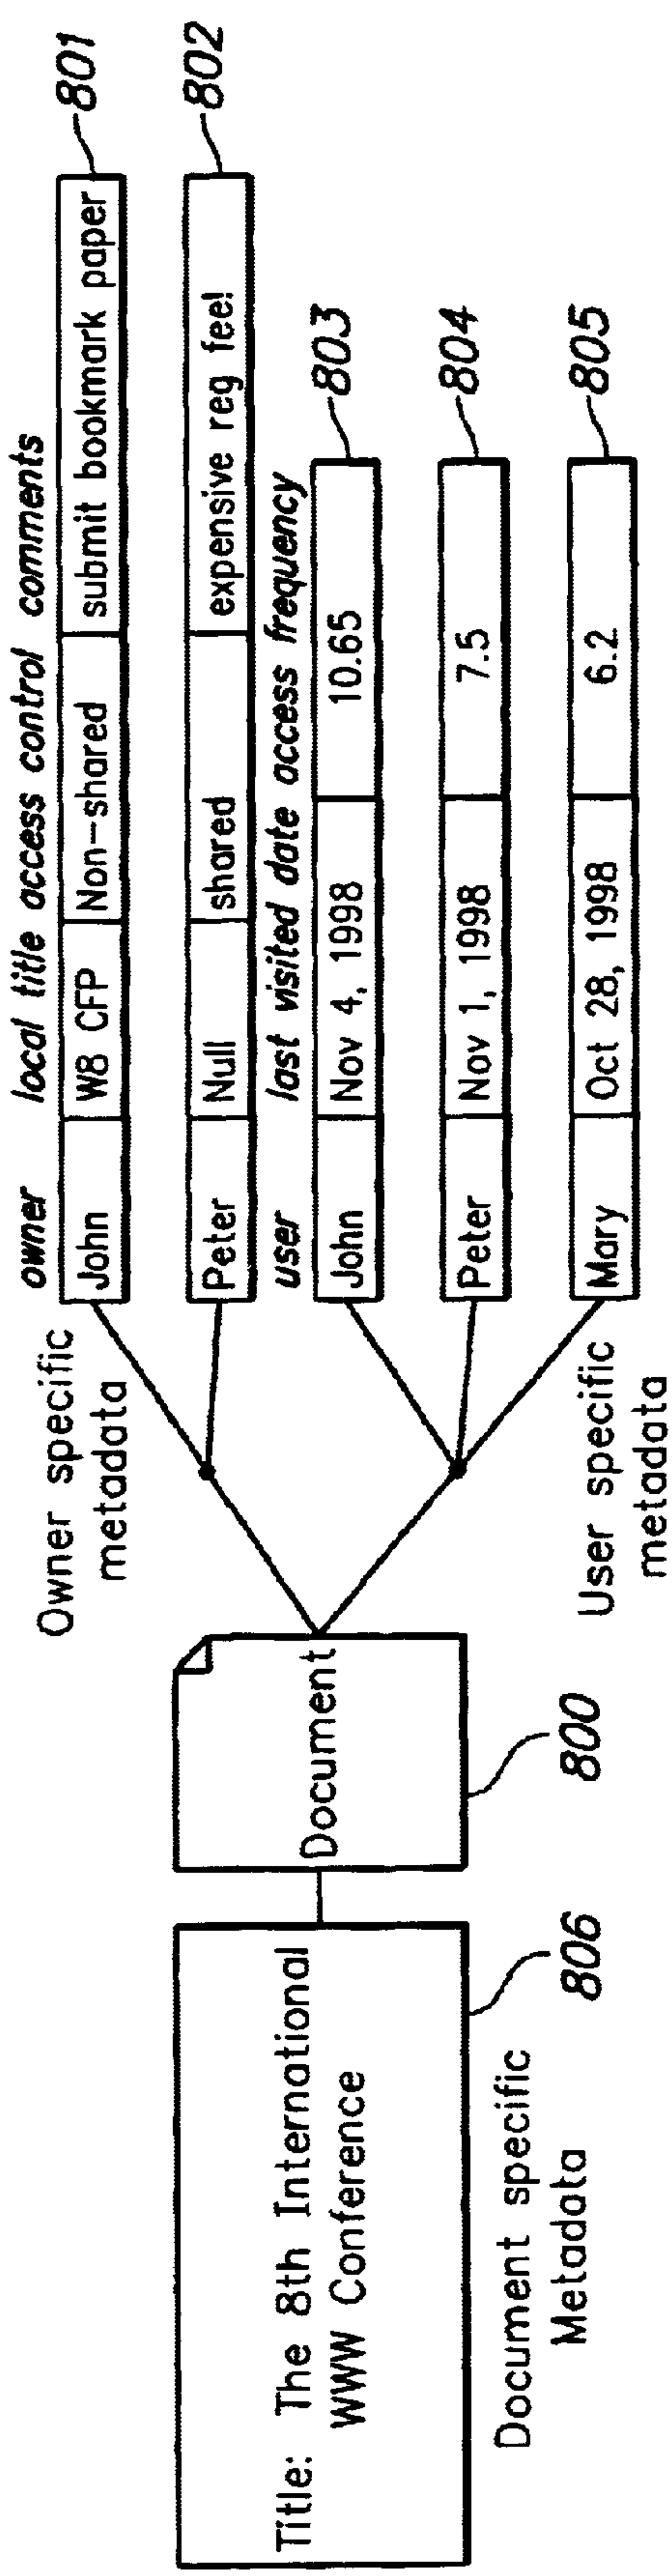 Title: The 8th International
WWW Conference
806
Document specific
Metadata
Document
800
Owner specific
metadata
owner local title access control comments
John W8 CFP Non-shared submit bookmark paper
801
Peter Null shared expensive reg fee!
802
user last visited date access frequency
John Nov 4, 1998 10.65
803
Peter Nov 1, 1998 7.5
804
Mary Oct 28, 1998 6.2
805
User specific
metadata